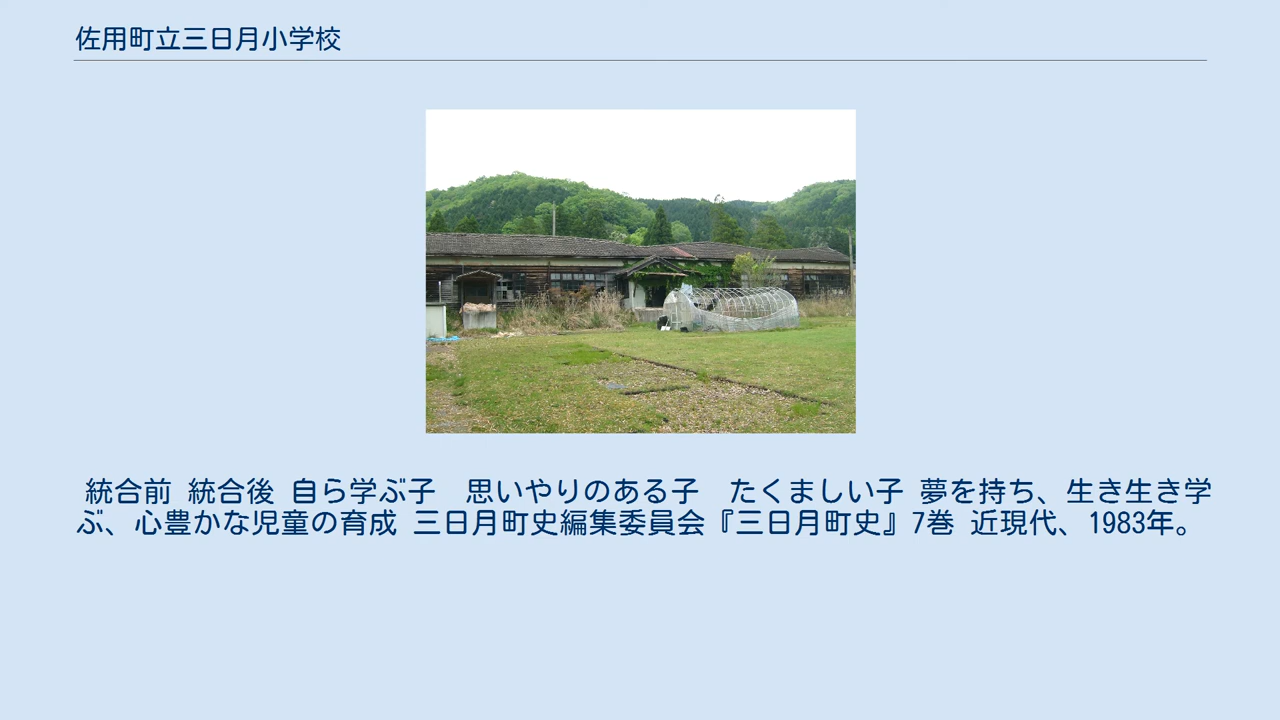 佐用町立三日月小学校
統合前 統合後 自ら学ぶ子　思いやりのある子　たくましい子 夢を持ち、生き生き学
ぶ、心豊かな児童の育成 三日月町史編集委員会『三日月町史』7巻 近現代、1983年。